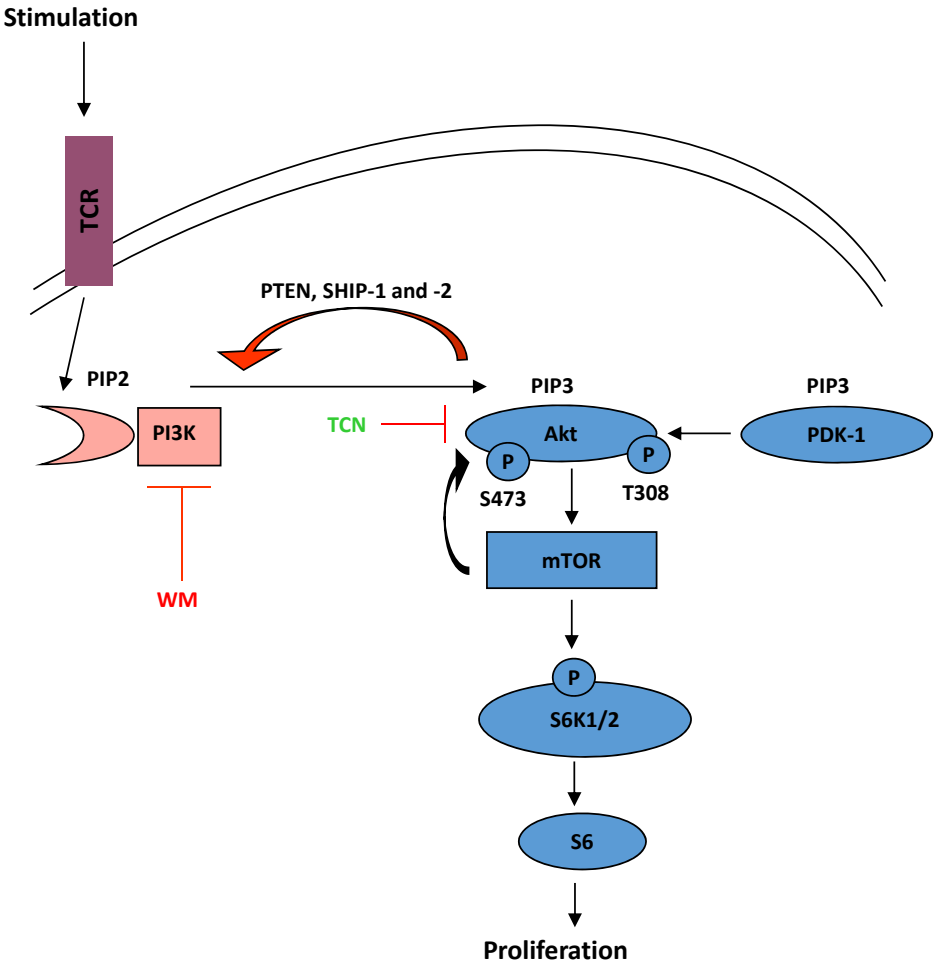 Stimulation
TCR
PTEN, SHIP-1 and -2
PIP2
PIP3
PIP3
TCN
PI3K
Akt
PDK-1
P
P
S473
T308
mTOR
WM
P
S6K1/2
S6
Proliferation